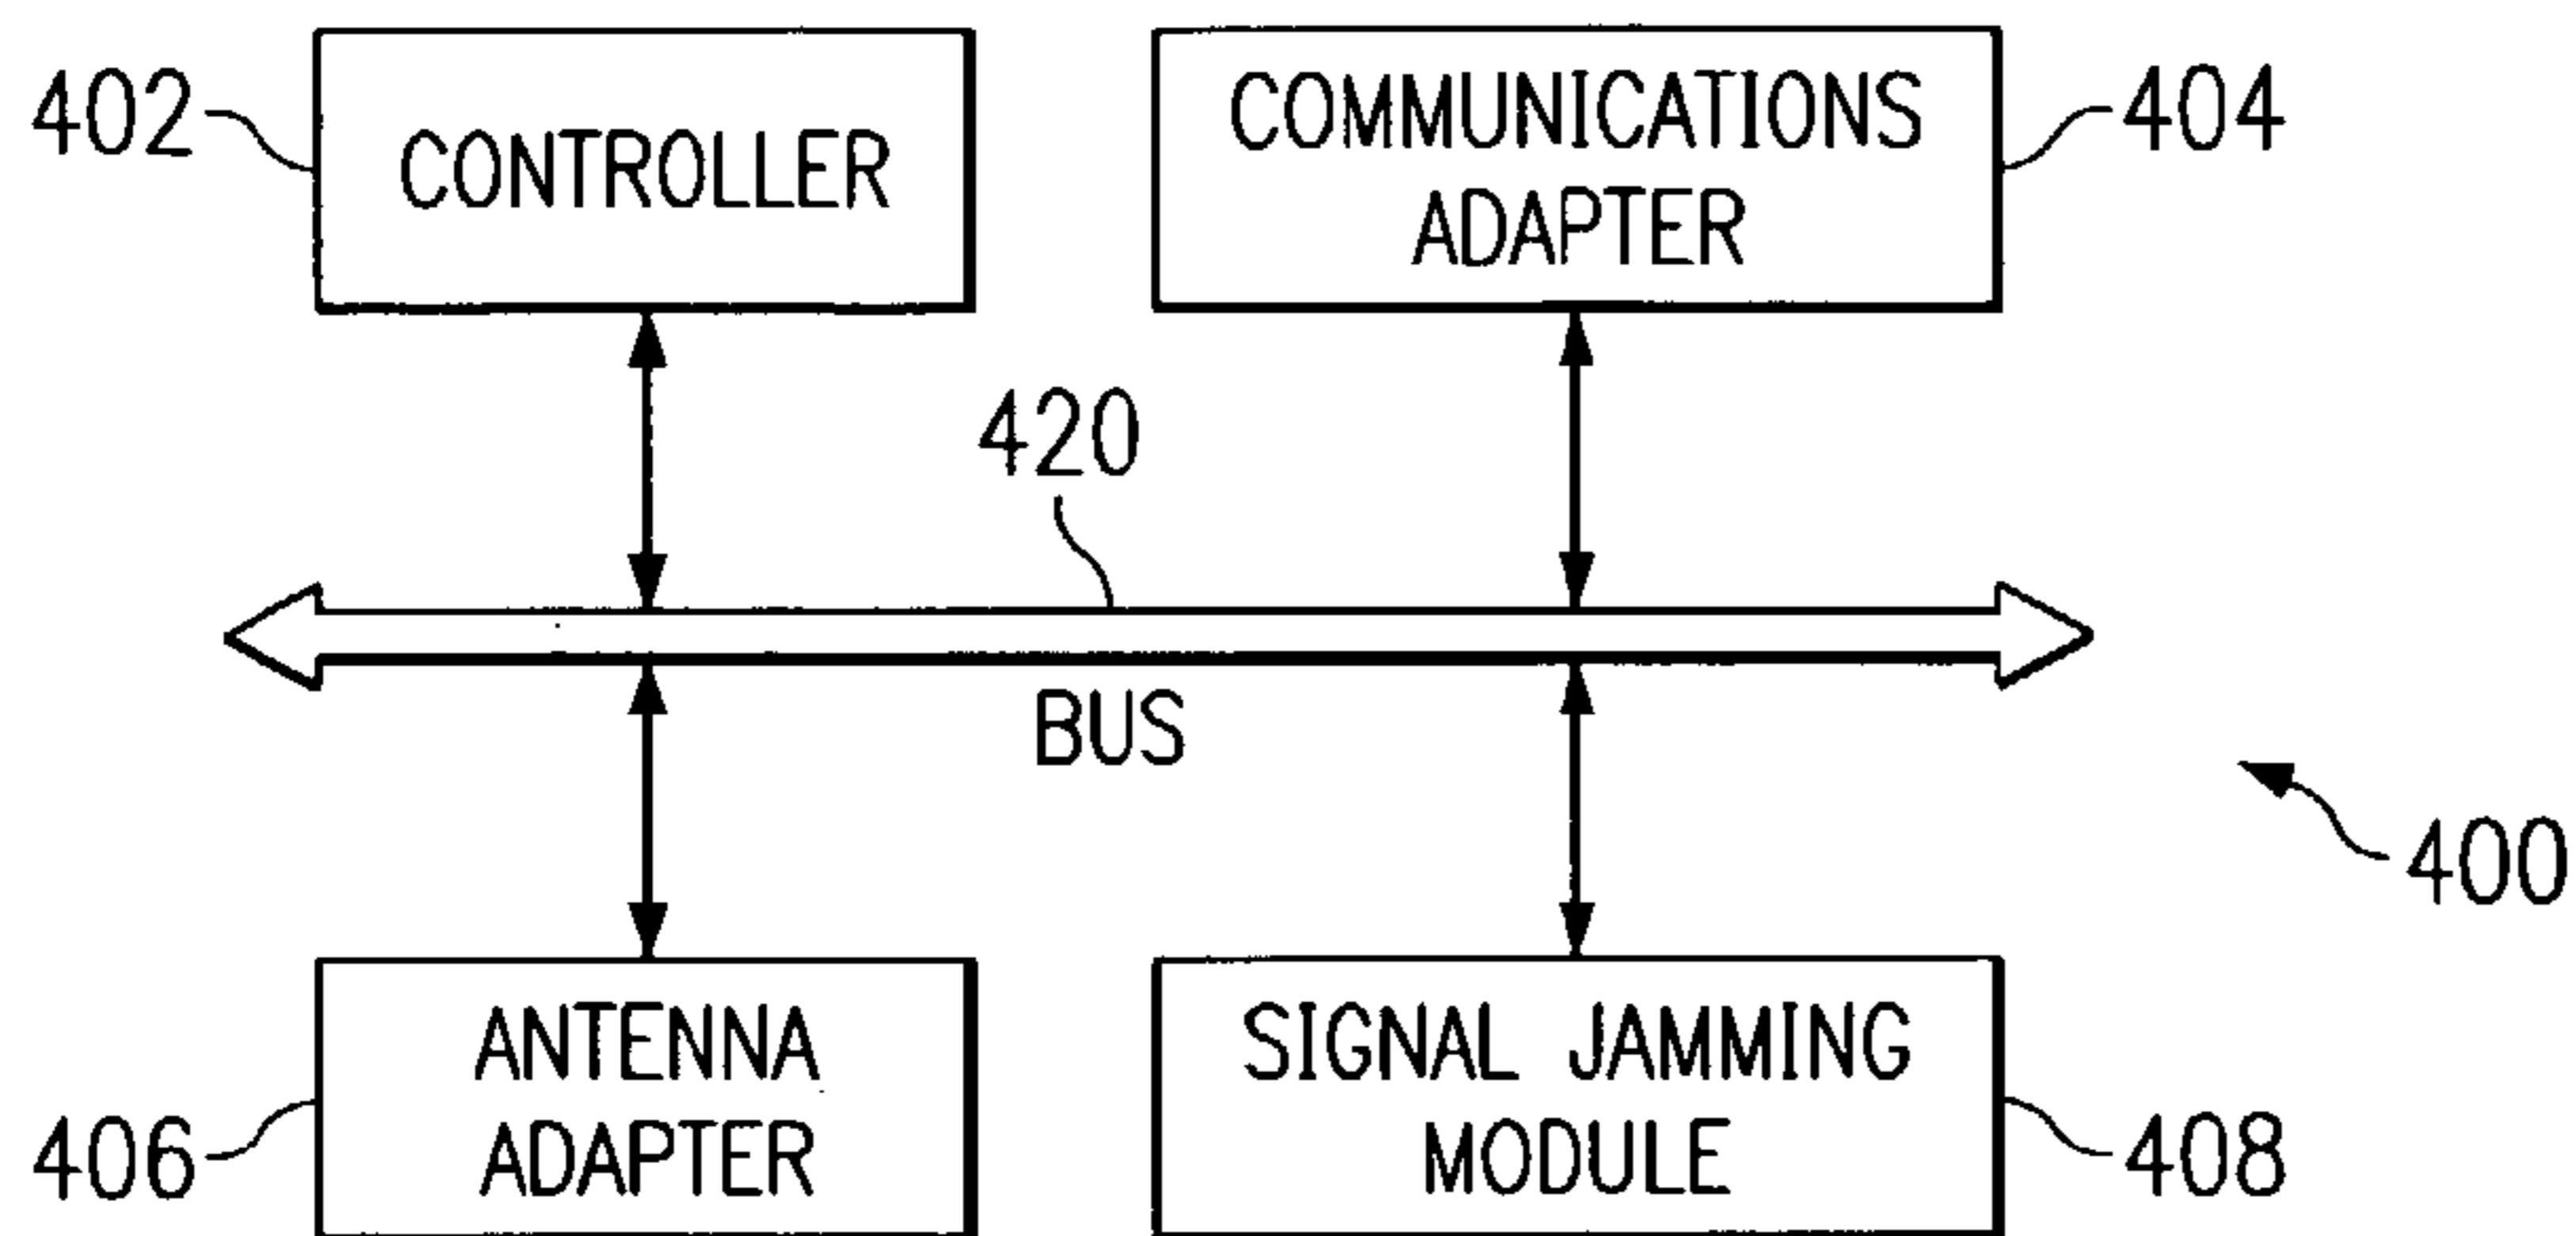 402
CONTROLLER
COMMUNICATIONS
ADAPTER
404
420
BUS
400
406
ANTENNA
ADAPTER
SIGNAL JAMMING
MODULE
408